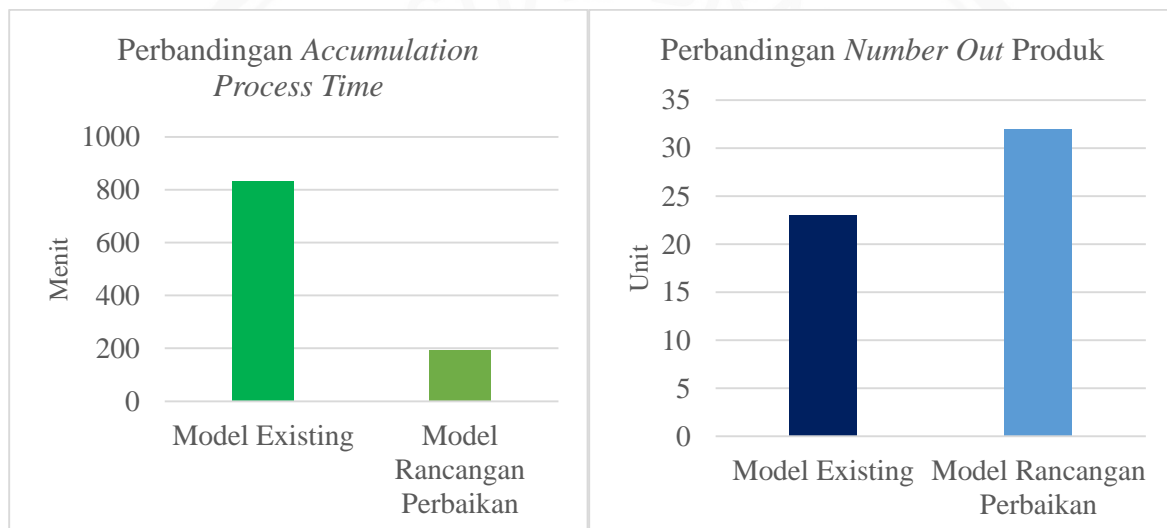 Perbandingan Accumulation
Process Time
1000
800
600
400
200
0
Menit
Model Existing
Model
Rancangan
Perbaikan
Perbandingan Number Out Produk
35
30
25
20
15
10
5
0
Unit
Model Existing
Model Rancangan
Perbaikan